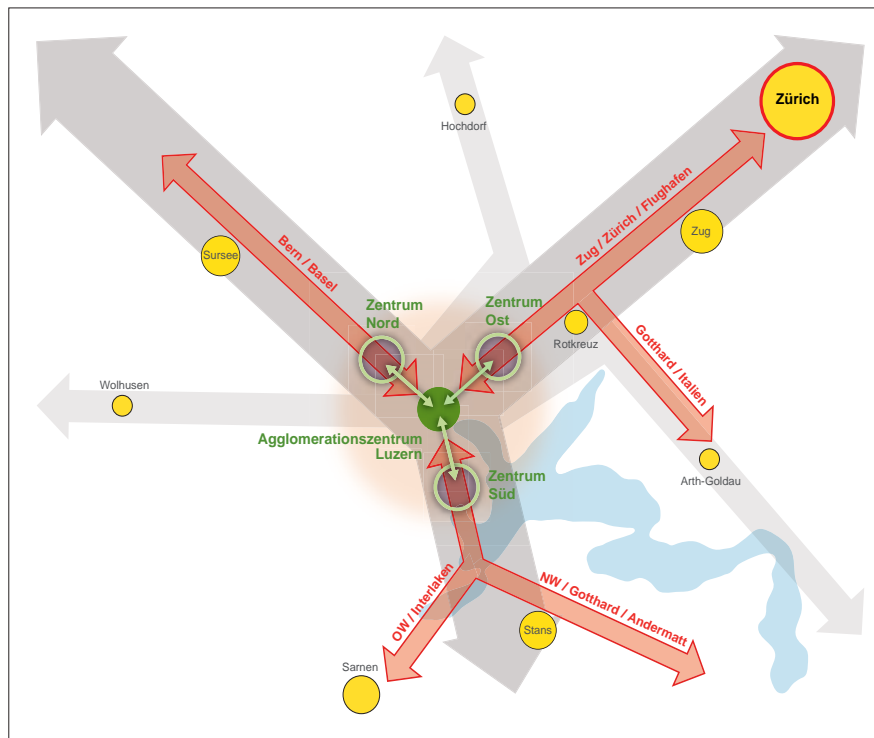 Zürich
Hochdorf
Zug / Zürich / Flughafen
Zug
Bern / Basel
Sursee
Zentrum
Nord
Zentrum
Ost
Rotkreuz
Gotthard / Italien
Wolhusen
Agglomerationszentrum
Luzern
Zentrum
Süd
Arth-Goldau
OW / Interlaken
NW / Gotthard / Andermatt
Stans
Sarnen